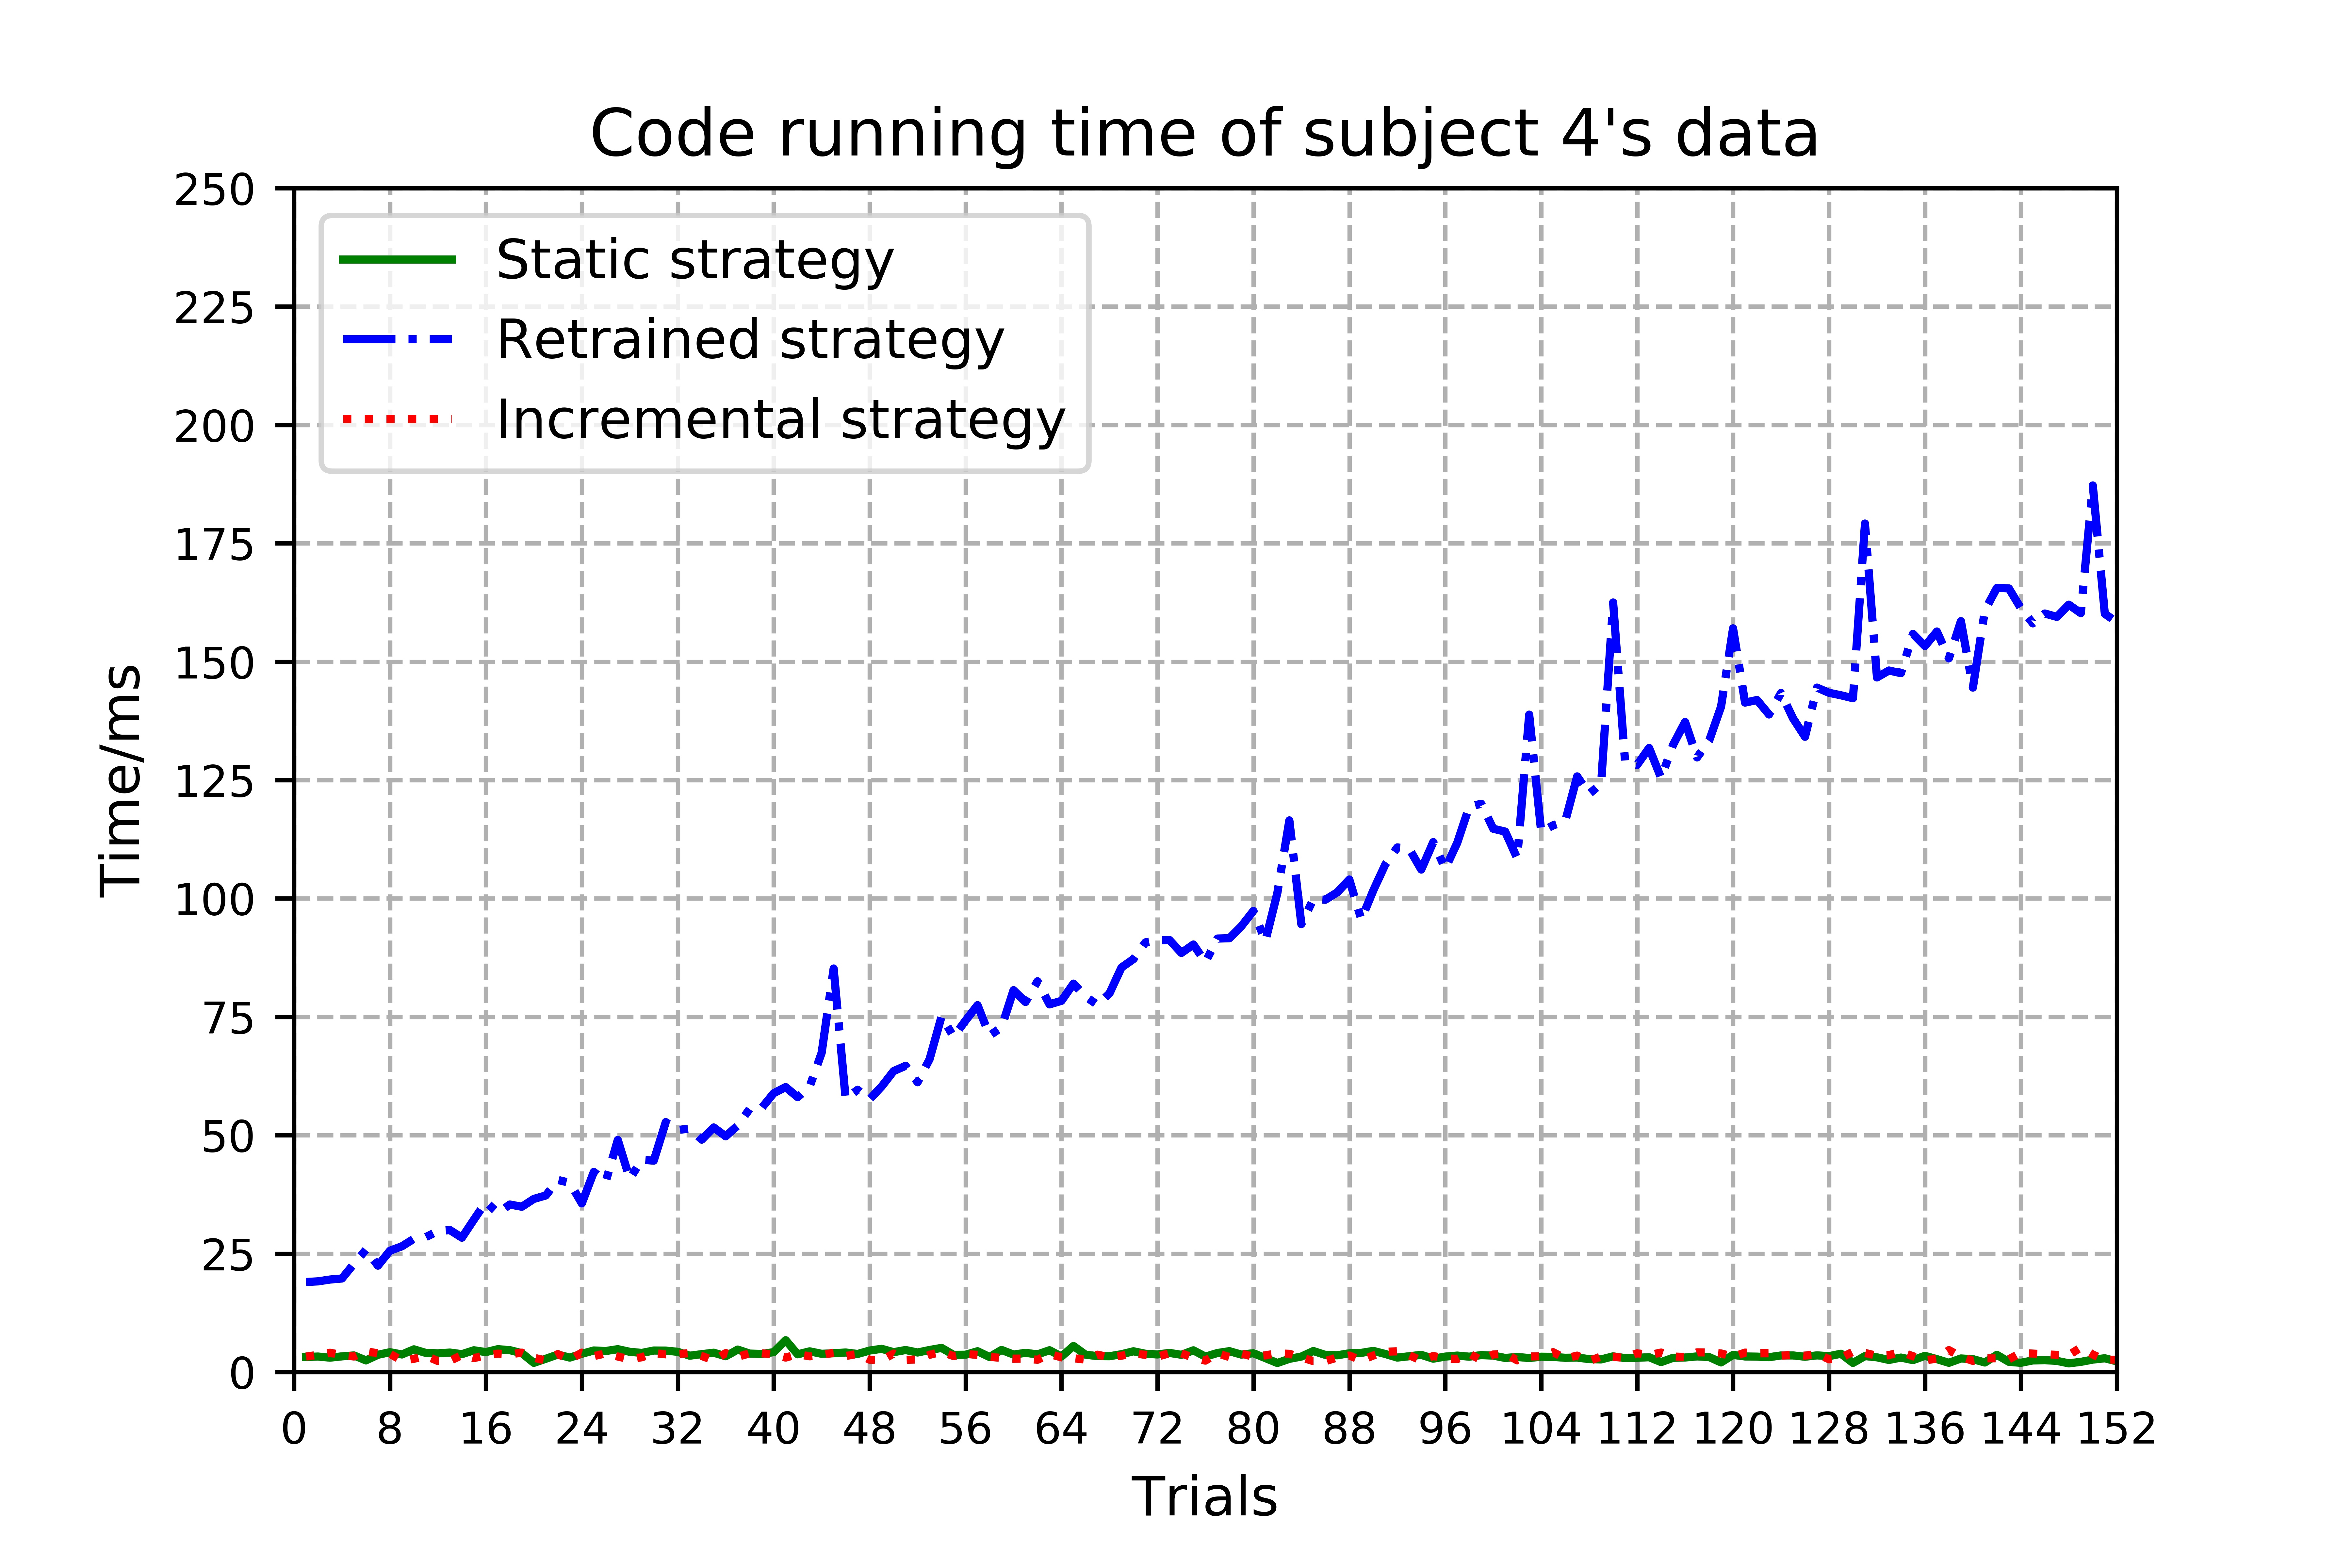 Code running time of subject 4's data
250
225
200
175
150
125
100
75
50
25
0
Static strategy
Retrained strategy
Incremental strategy
Time/ms
0 8 16 24 32 40 48 56 64 72 80 88 96 104 112 120 128 136 144 152
Trials